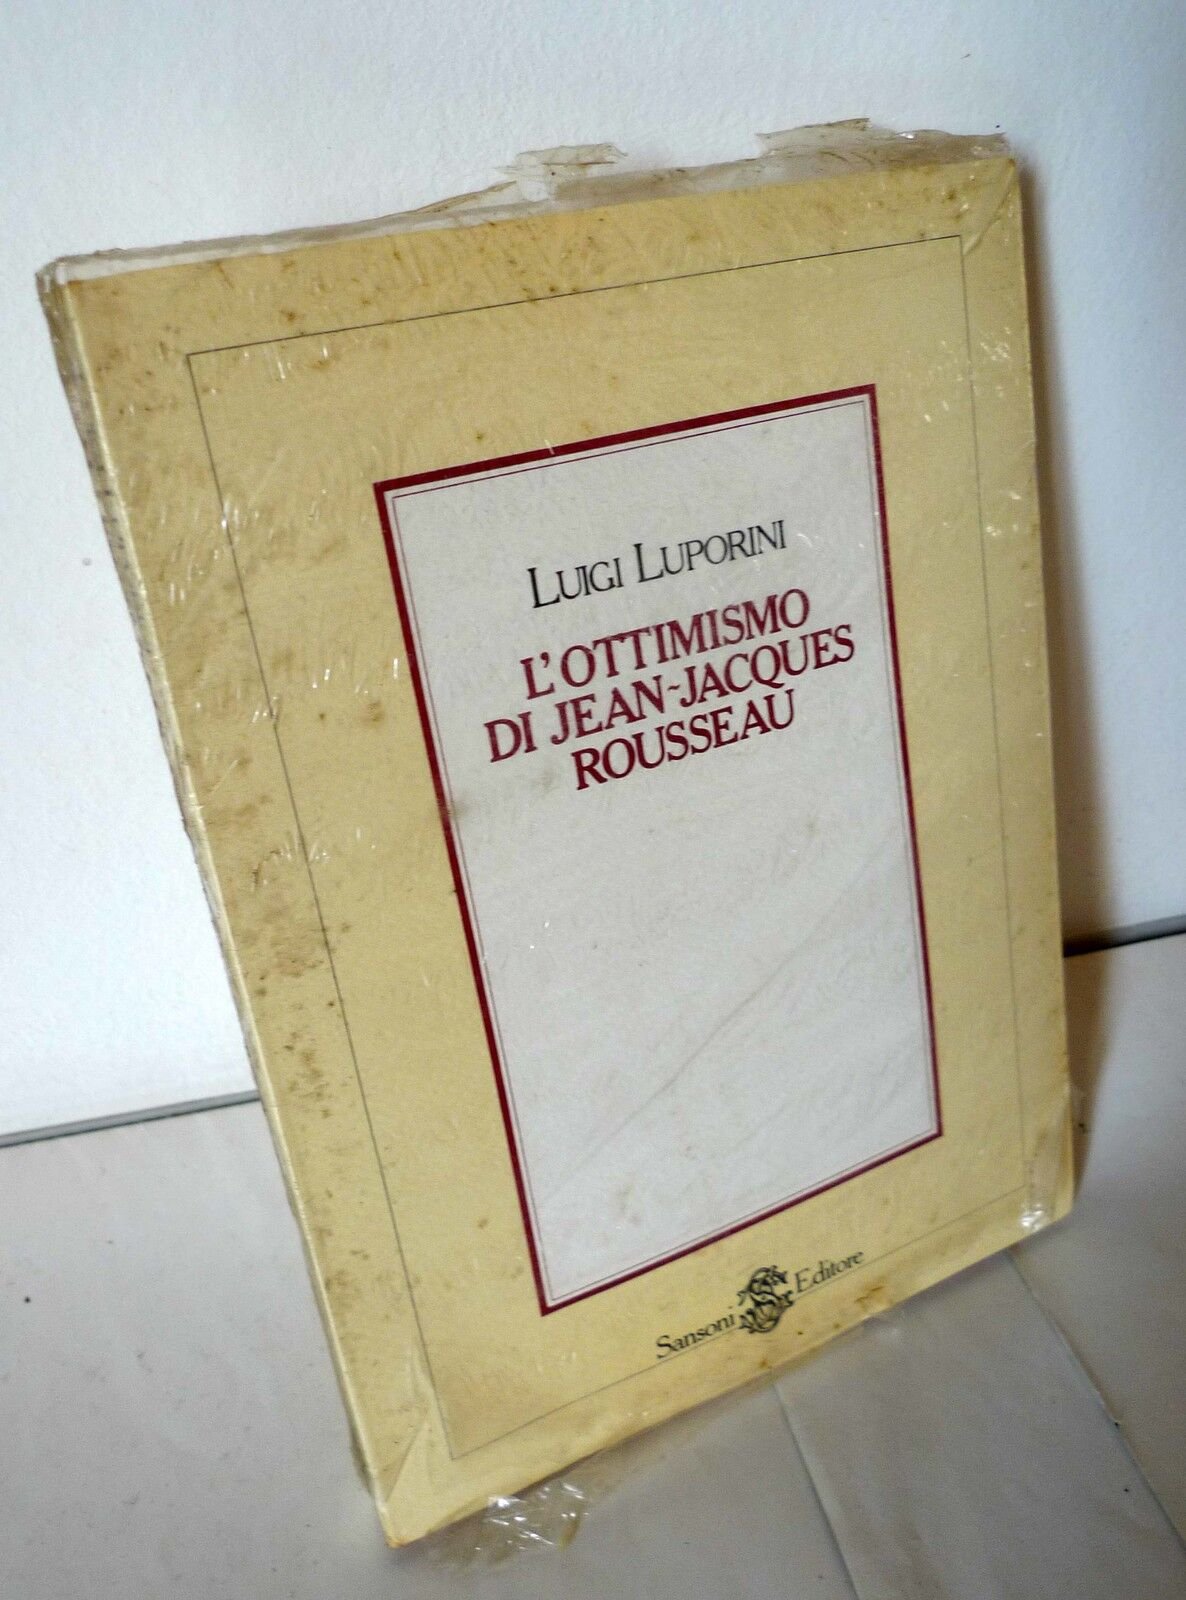 LUIGI LUPORINI
L'OTTIMISMO
DI JEAN-JACQUES
ROUSSEAU
Sansoni Editore